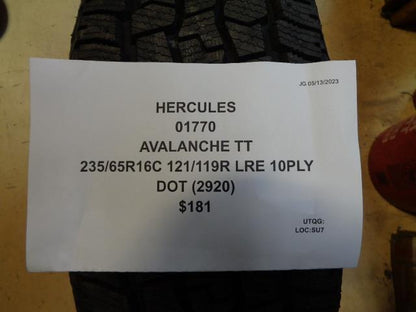 JG 05/13/2023
HERCULES
01770
AVALANCHE TT
235/65R16C 121/119R LRE 10PLY
DOT (2920)
$181
UTQG:
LOC:SU7